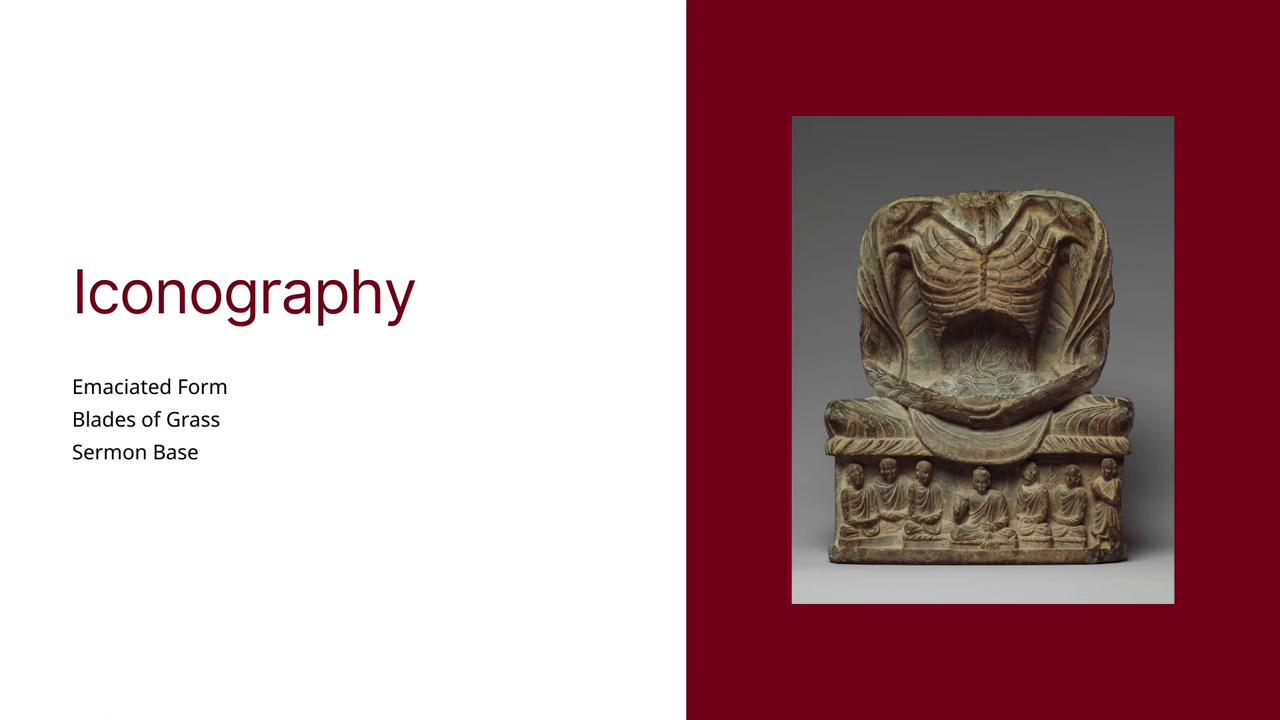 Iconography
Emaciated Form
Blades of Grass
Sermon Base